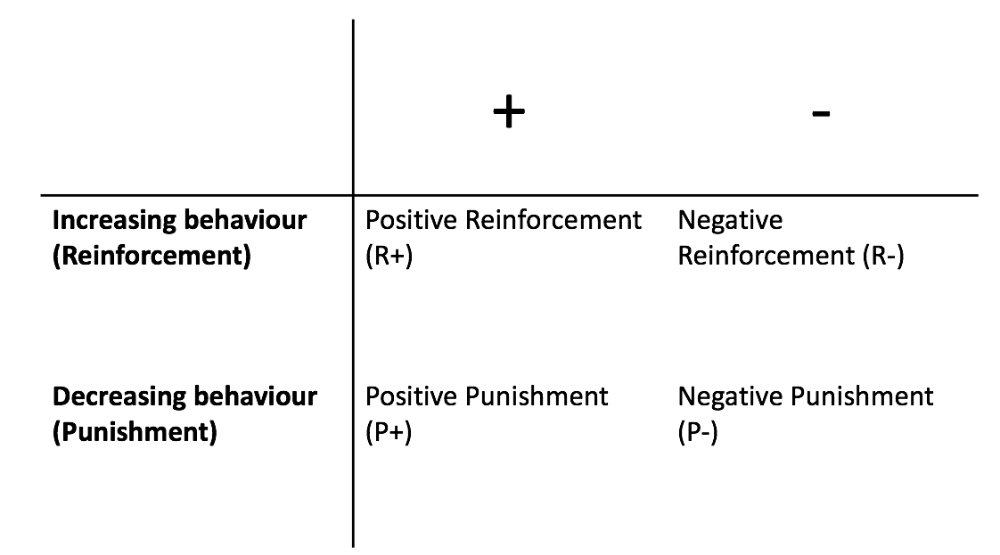 + -
Increasing behaviour
(Reinforcement)
Positive Reinforcement
(R+)
Negative
Reinforcement (R-)
Decreasing behaviour
(Punishment)
Positive Punishment
(P+)
Negative Punishment
(P-)